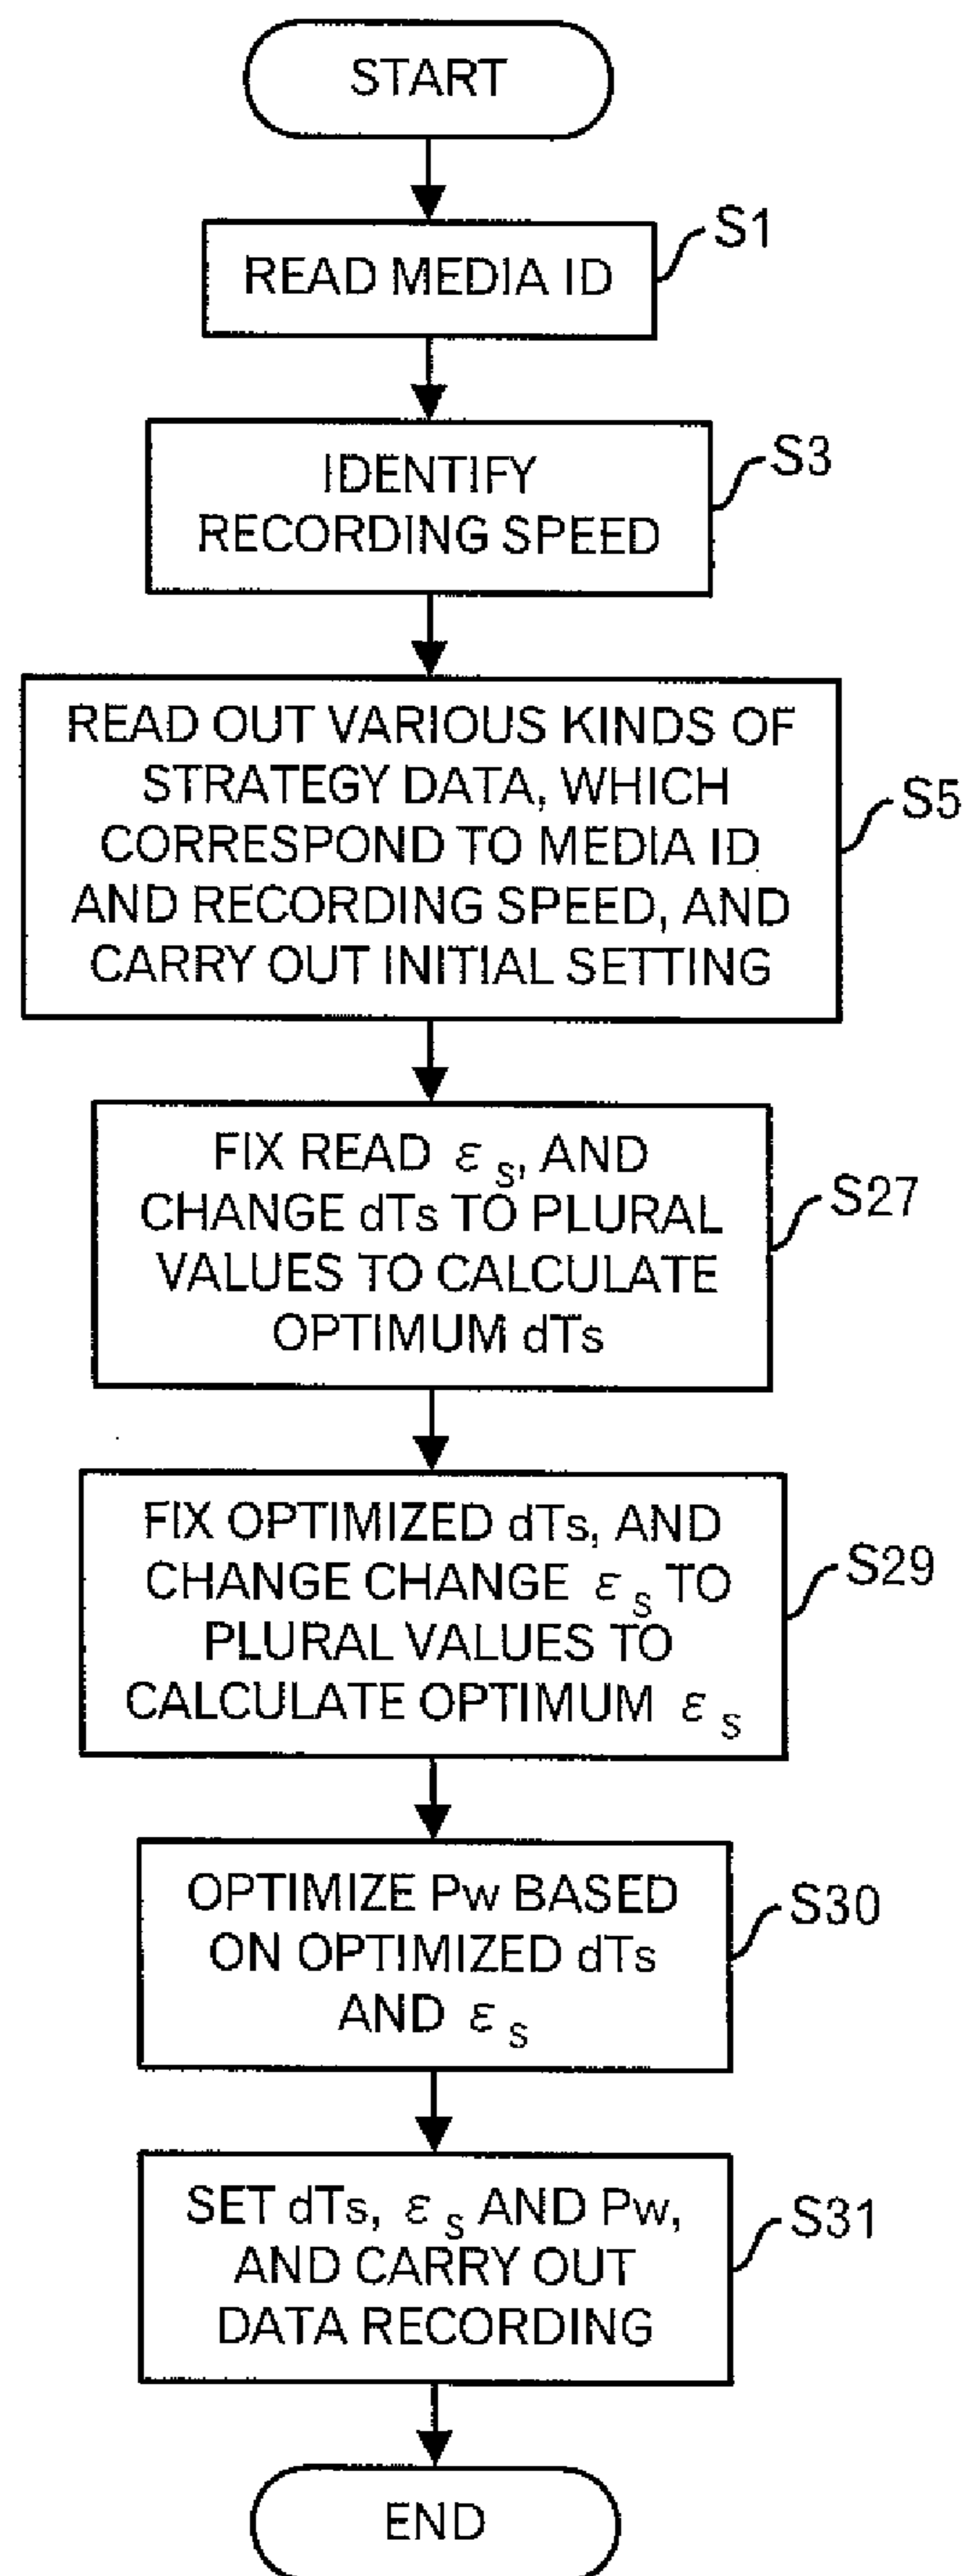 START
READ MEDIA ID
S1
IDENTIFY
RECORDING SPEED
S3
READ OUT VARIOUS KINDS OF
STRATEGY DATA, WHICH
CORRESPOND TO MEDIA ID
AND RECORDING SPEED, AND
CARRY OUT INITIAL SETTING
S5
FIX READ εs, AND
CHANGE dTs TO PLURAL
VALUES TO CALCULATE
OPTIMUM dTs
S27
FIX OPTIMIZED dTs, AND
CHANGE CHANGE εs TO
PLURAL VALUES TO
CALCULATE OPTIMUM εs
S29
OPTIMIZE Pw BASED
ON OPTIMIZED dTs
AND εs
S30
SET dTs, εs AND Pw,
AND CARRY OUT
DATA RECORDING
S31
END